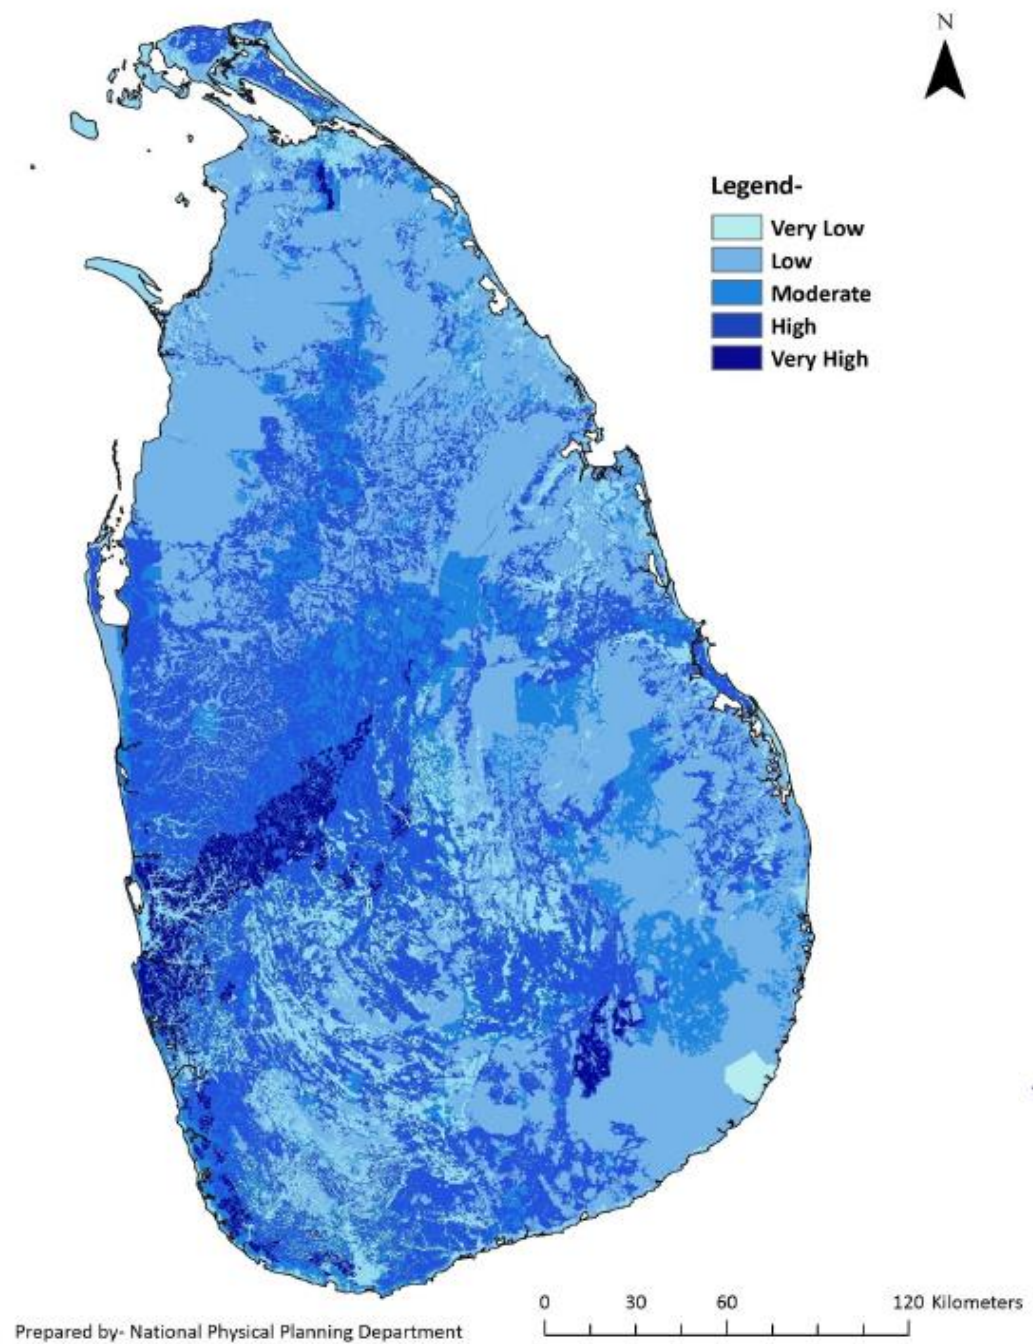 N
Legend-
Very Low
Low
Moderate
High
Very High
0 30 60 120 Kilometers
Prepared by- National Physical Planning Department